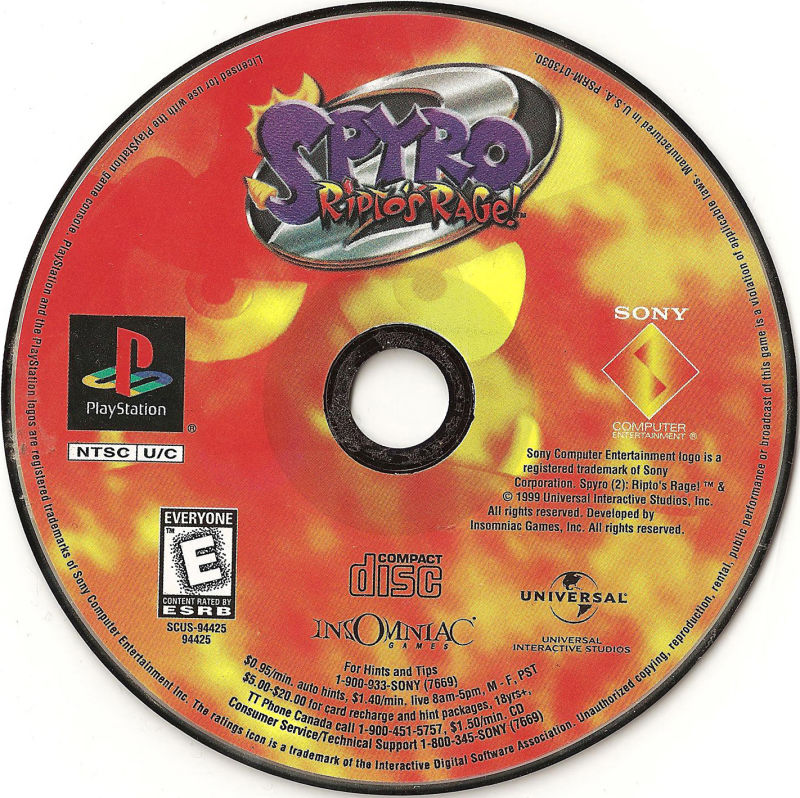 SPYRO
Ripto's Rage!™
Licensed for use with the PlayStation game console. PlayStation and the PlayStation logos are registered trademarks of Sony Computer Entertainment Inc. The ratings icon is a trademark of the Interactive Digital Software Association. Unauthorized copying, reproduction, rental, public performance or broadcast of this game is a violation of applicable laws. Manufactured in U.S.A. PSRM-013030.
PlayStation
®
NTSC U/C
SONY
COMPUTER
ENTERTAINMENT ®
Sony Computer Entertainment logo is a
registered trademark of Sony
Corporation. Spyro (2): Ripto's Rage! ™ &
© 1999 Universal Interactive Studios, Inc.
All rights reserved. Developed by
Insomniac Games, Inc. All rights reserved.
EVERYONE
™
E
CONTENT RATED BY
ESRB
SCUS-94425
94425
COMPACT
disc
INSOMNIAC
GAMES
UNIVERSAL
UNIVERSAL
INTERACTIVE STUDIOS
For Hints and Tips
1-900-933-SONY (7669)
$0.95/min. auto hints, $1.40/min. live 8am-5pm, M - F, PST
$5.00-$20.00 for card recharge and hint packages, 18yrs+,
TT Phone Canada call 1-900-451-5757, $1.50/min. CD
Consumer Service/Technical Support 1-800-345-SONY (7669)